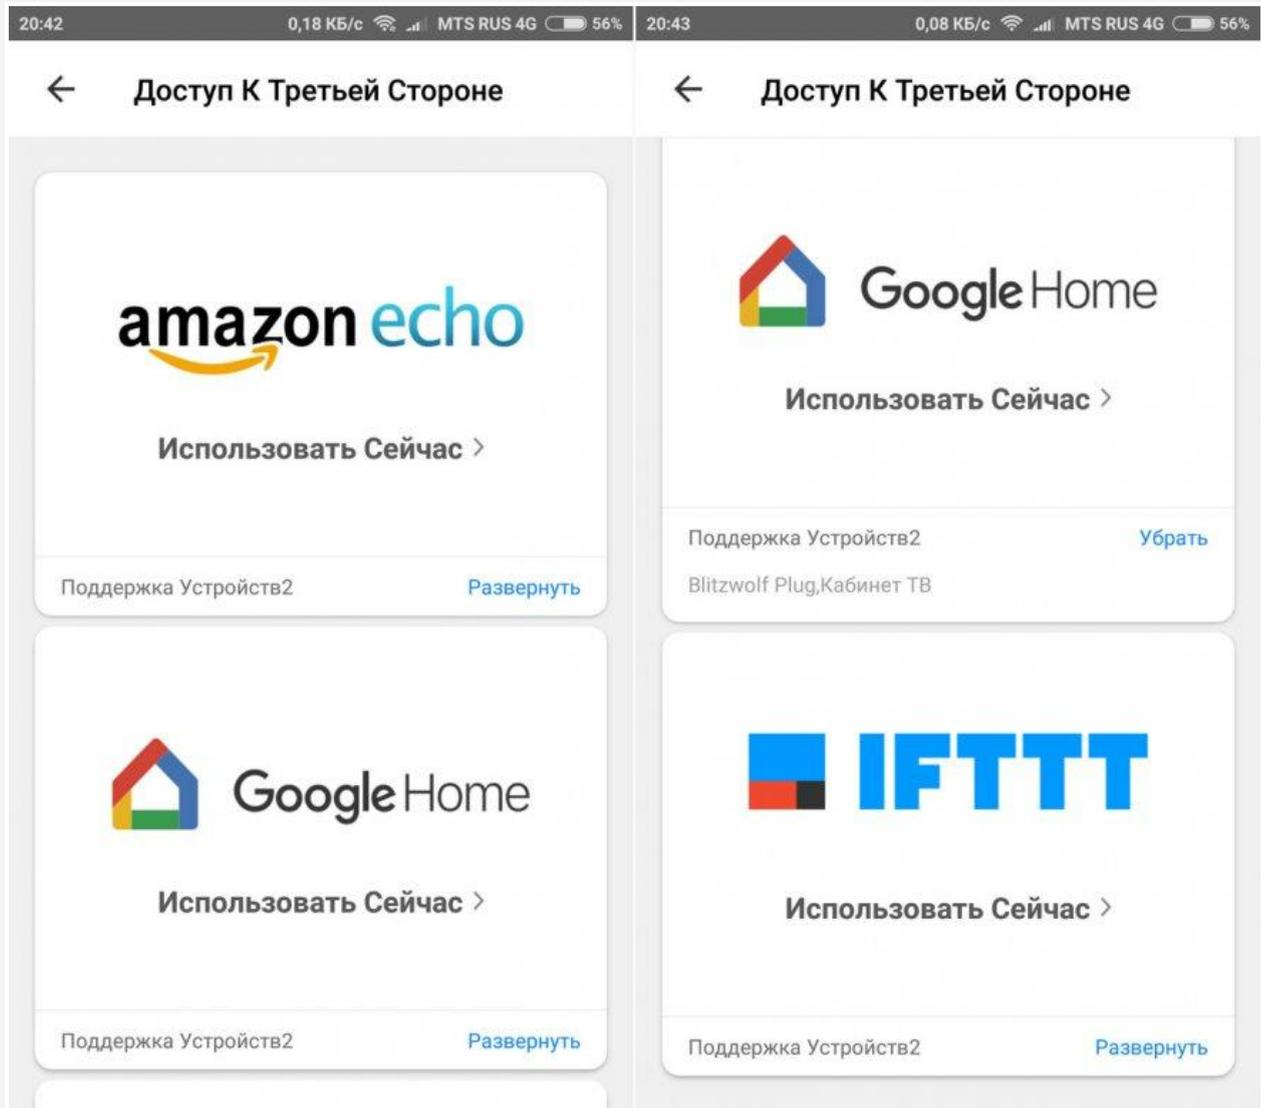 20:42 0,18 КБ/с MTS RUS 4G 56%
Доступ К Третьей Стороне
amazon echo
Использовать Сейчас >
Поддержка Устройств2 Развернуть
Google Home
Использовать Сейчас >
Поддержка Устройств2 Развернуть
20:43 0,08 КБ/с MTS RUS 4G 56%
Доступ К Третьей Стороне
Google Home
Использовать Сейчас >
Поддержка Устройств2 Убрать
Blitzwolf Plug,Кабинет ТВ
IFTTT
Использовать Сейчас >
Поддержка Устройств2 Развернуть